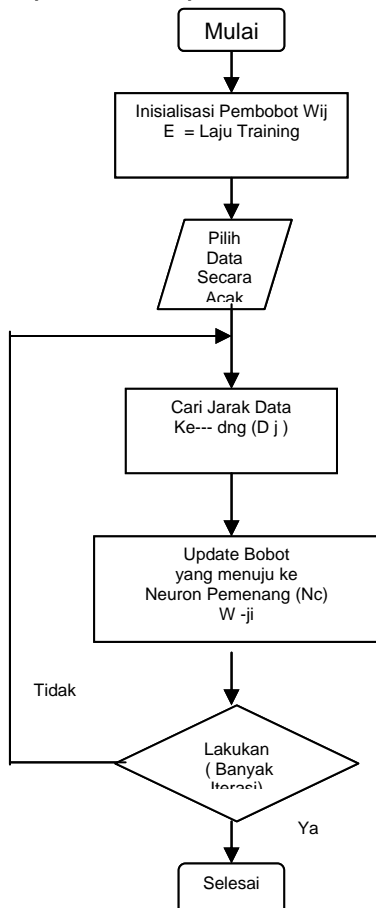 Mulai
Inisialisasi Pembobot Wij
E = Laju Training
Pilih
Data
Secara
Acak
Cari Jarak Data
Ke--- dng (D j )
Update Bobot
yang menuju ke
Neuron Pemenang (Nc)
W -ji
Tidak
Lakukan
( Banyak
Iterasi)
Ya
Selesai